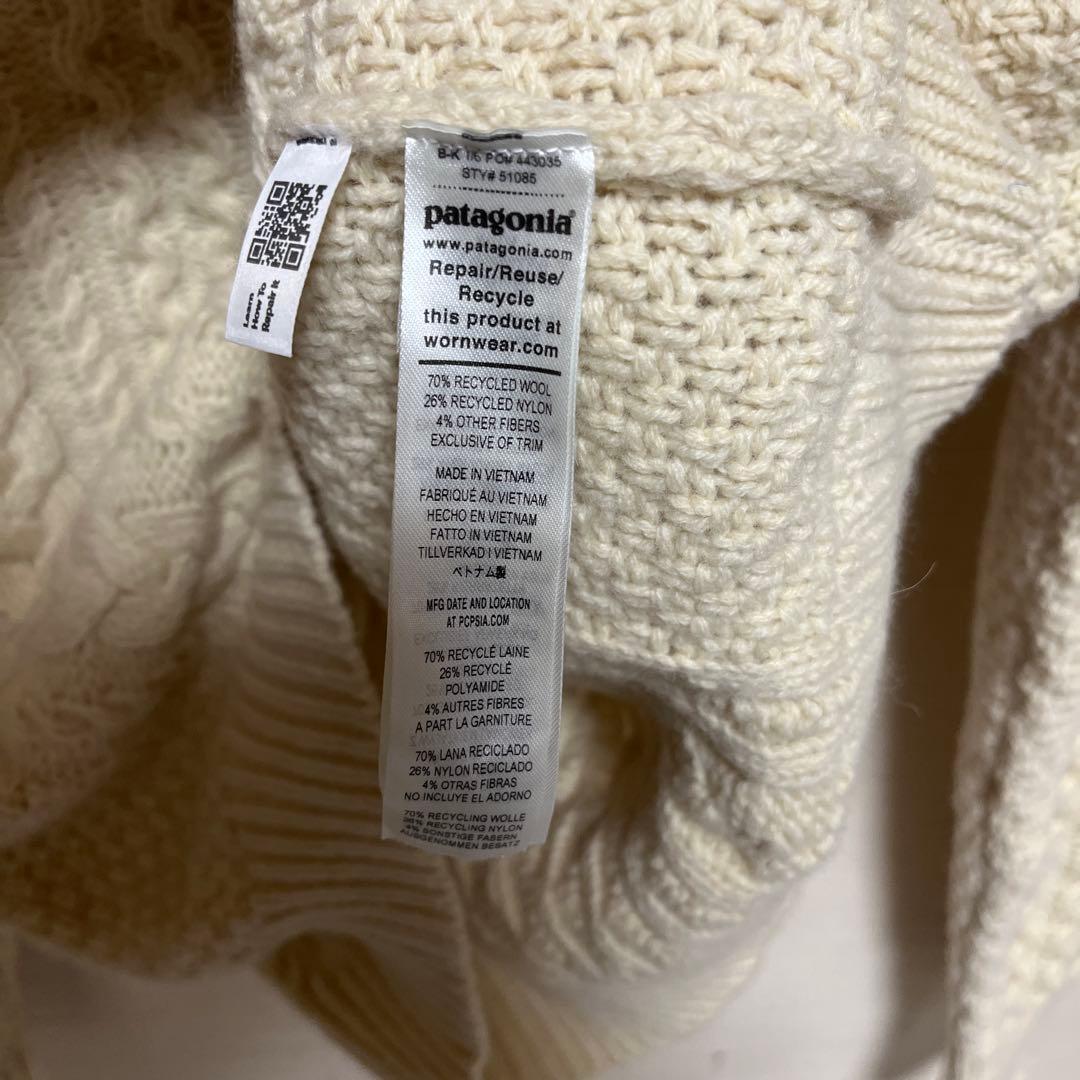 Learn
How To
Repair It
B-K 1/6 PO# 443035
STY# 51085
patagonia®
www.patagonia.com
Repair/Reuse/
Recycle
this product at
wornwear.com
70% RECYCLED WOOL
26% RECYCLED NYLON
4% OTHER FIBERS
EXCLUSIVE OF TRIM
MADE IN VIETNAM
FABRIQUÉ AU VIETNAM
HECHO EN VIETNAM
FATTO IN VIETNAM
TILLVERKAD I VIETNAM
ベトナム製
MFG DATE AND LOCATION
AT PCPSIA.COM
70% RECYCLÉ LAINE
26% RECYCLÉ
POLYAMIDE
4% AUTRES FIBRES
A PART LA GARNITURE
70% LANA RECICLADO
26% NYLON RECICLADO
4% OTRAS FIBRAS
NO INCLUYE EL ADORNO
70% RECYCLING WOLLE
26% RECYCLING NYLON
4% SONSTIGE FASERN
AUSGENOMMEN BESATZ